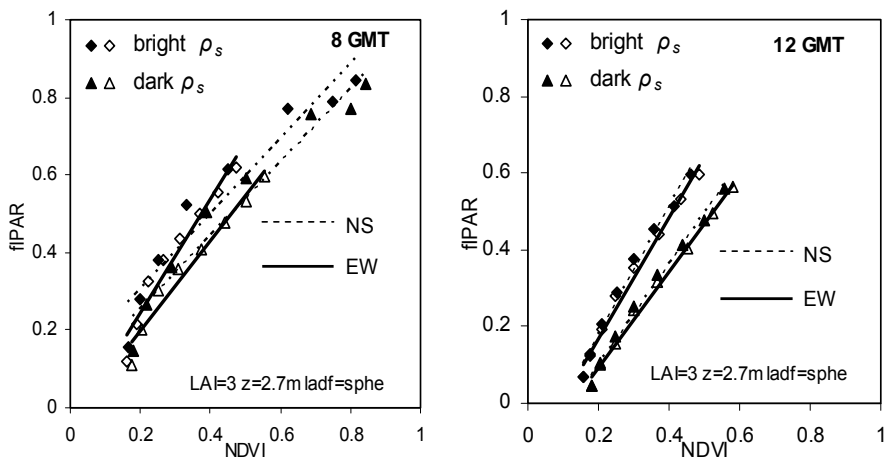 1
0.8
0.6
0.4
0.2
0
fIPAR
bright ρs
dark ρs
8 GMT
NS
EW
LAI=3 z=2.7m ladf=sphe
0 0.2 0.4 0.6 0.8 1
NDVI
1
0.8
0.6
0.4
0.2
0
fIPAR
bright ρs
dark ρs
12 GMT
NS
EW
LAI=3 z=2.7m ladf=sphe
0 0.2 0.4 0.6 0.8 1
NDVI